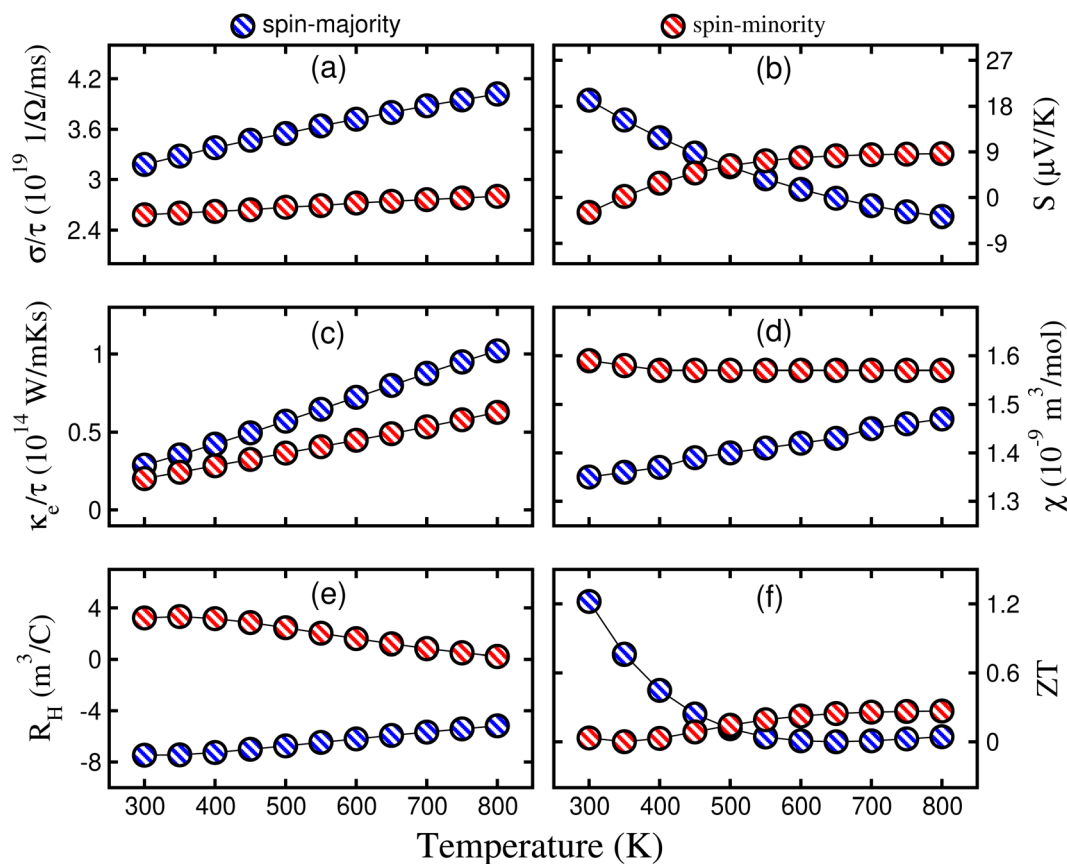 spin-majority spin-minority
(a)
4.2
3.6
3
2.4
σ/τ (10^19 1/Ω/ms)
(b)
27
18
9
0
-9
S (μV/K)
(c)
1
0.5
0
κ_e/τ (10^14 W/mKs)
(d)
1.6
1.5
1.4
1.3
χ (10^-9 m^3/mol)
(e)
4
0
-4
-8
R_H (m^3/C)
300 400 500 600 700 800
(f)
1.2
0.6
0
ZT
300 400 500 600 700 800
Temperature (K)